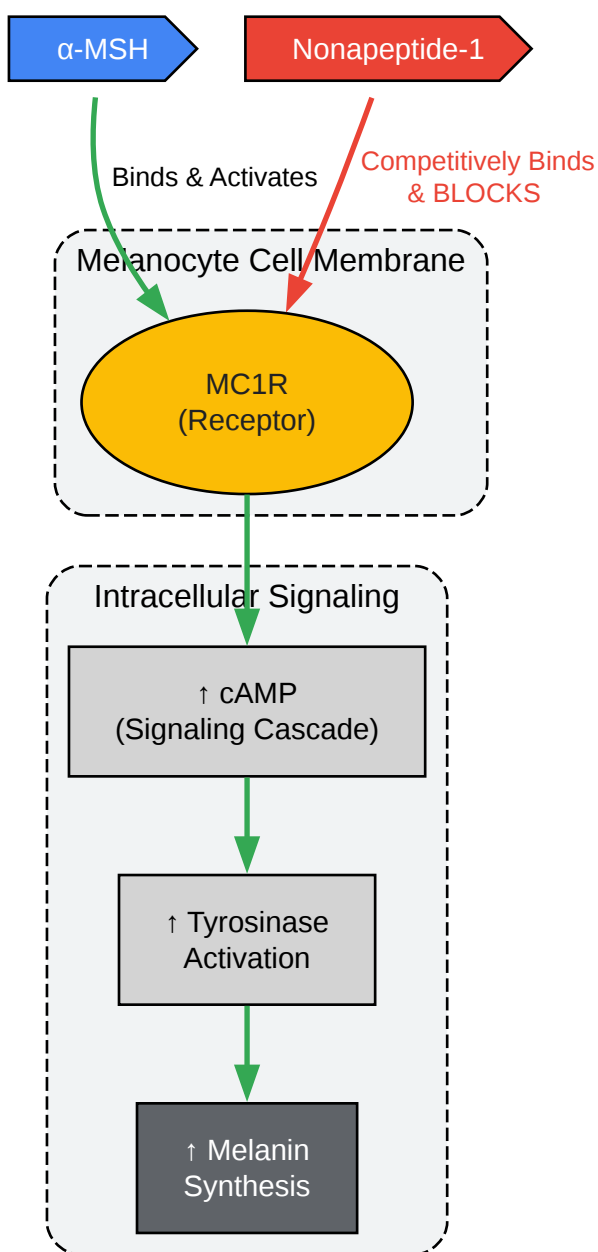 α-MSH
Nonapeptide-1
Binds & Activates
Competitively Binds
& BLOCKS
Melanocyte Cell Membrane
MC1R
(Receptor)
Intracellular Signaling
↑ cAMP
(Signaling Cascade)
↑ Tyrosinase
Activation
↑ Melanin
Synthesis